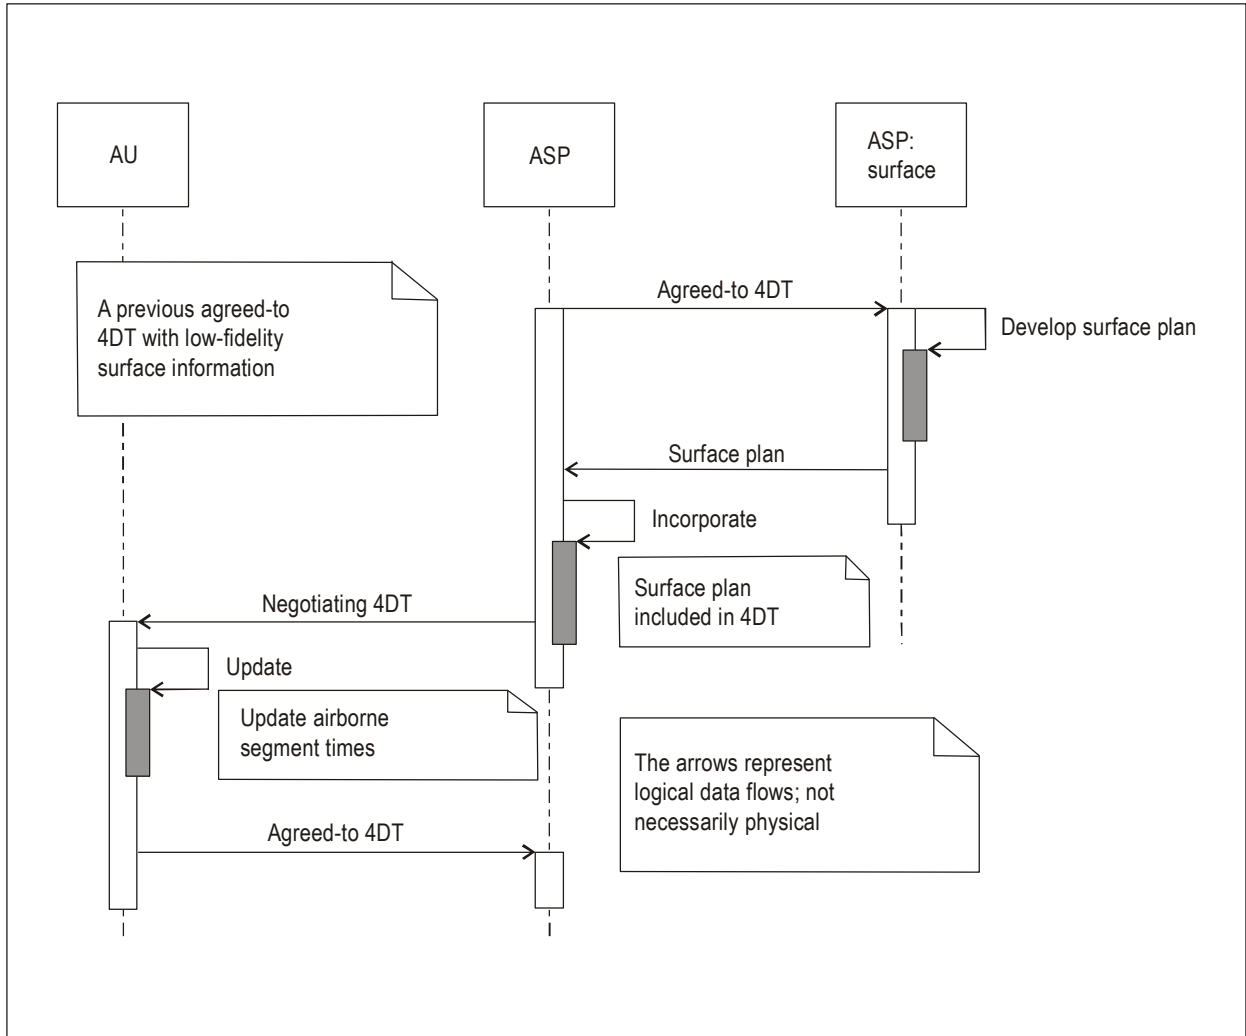 AU
ASP
ASP:
surface
A previous agreed-to
4DT with low-fidelity
surface information
Agreed-to 4DT
Develop surface plan
Surface plan
Incorporate
Surface plan
included in 4DT
Negotiating 4DT
Update
Update airborne
segment times
The arrows represent
logical data flows; not
necessarily physical
Agreed-to 4DT